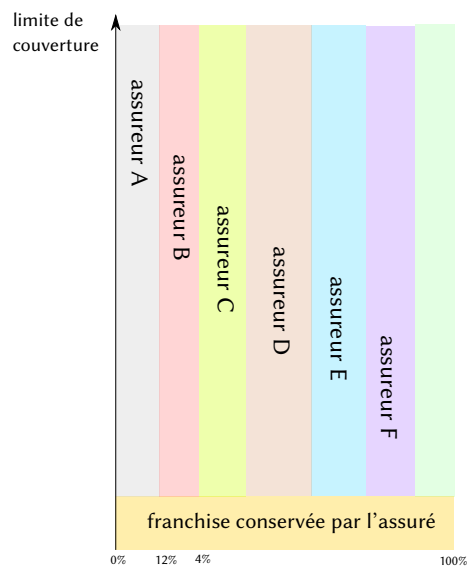 limite de
couverture
assureur A
assureur B
assureur C
assureur D
assureur E
assureur F
franchise conservée par l'assuré
0% 12% 4% 100%